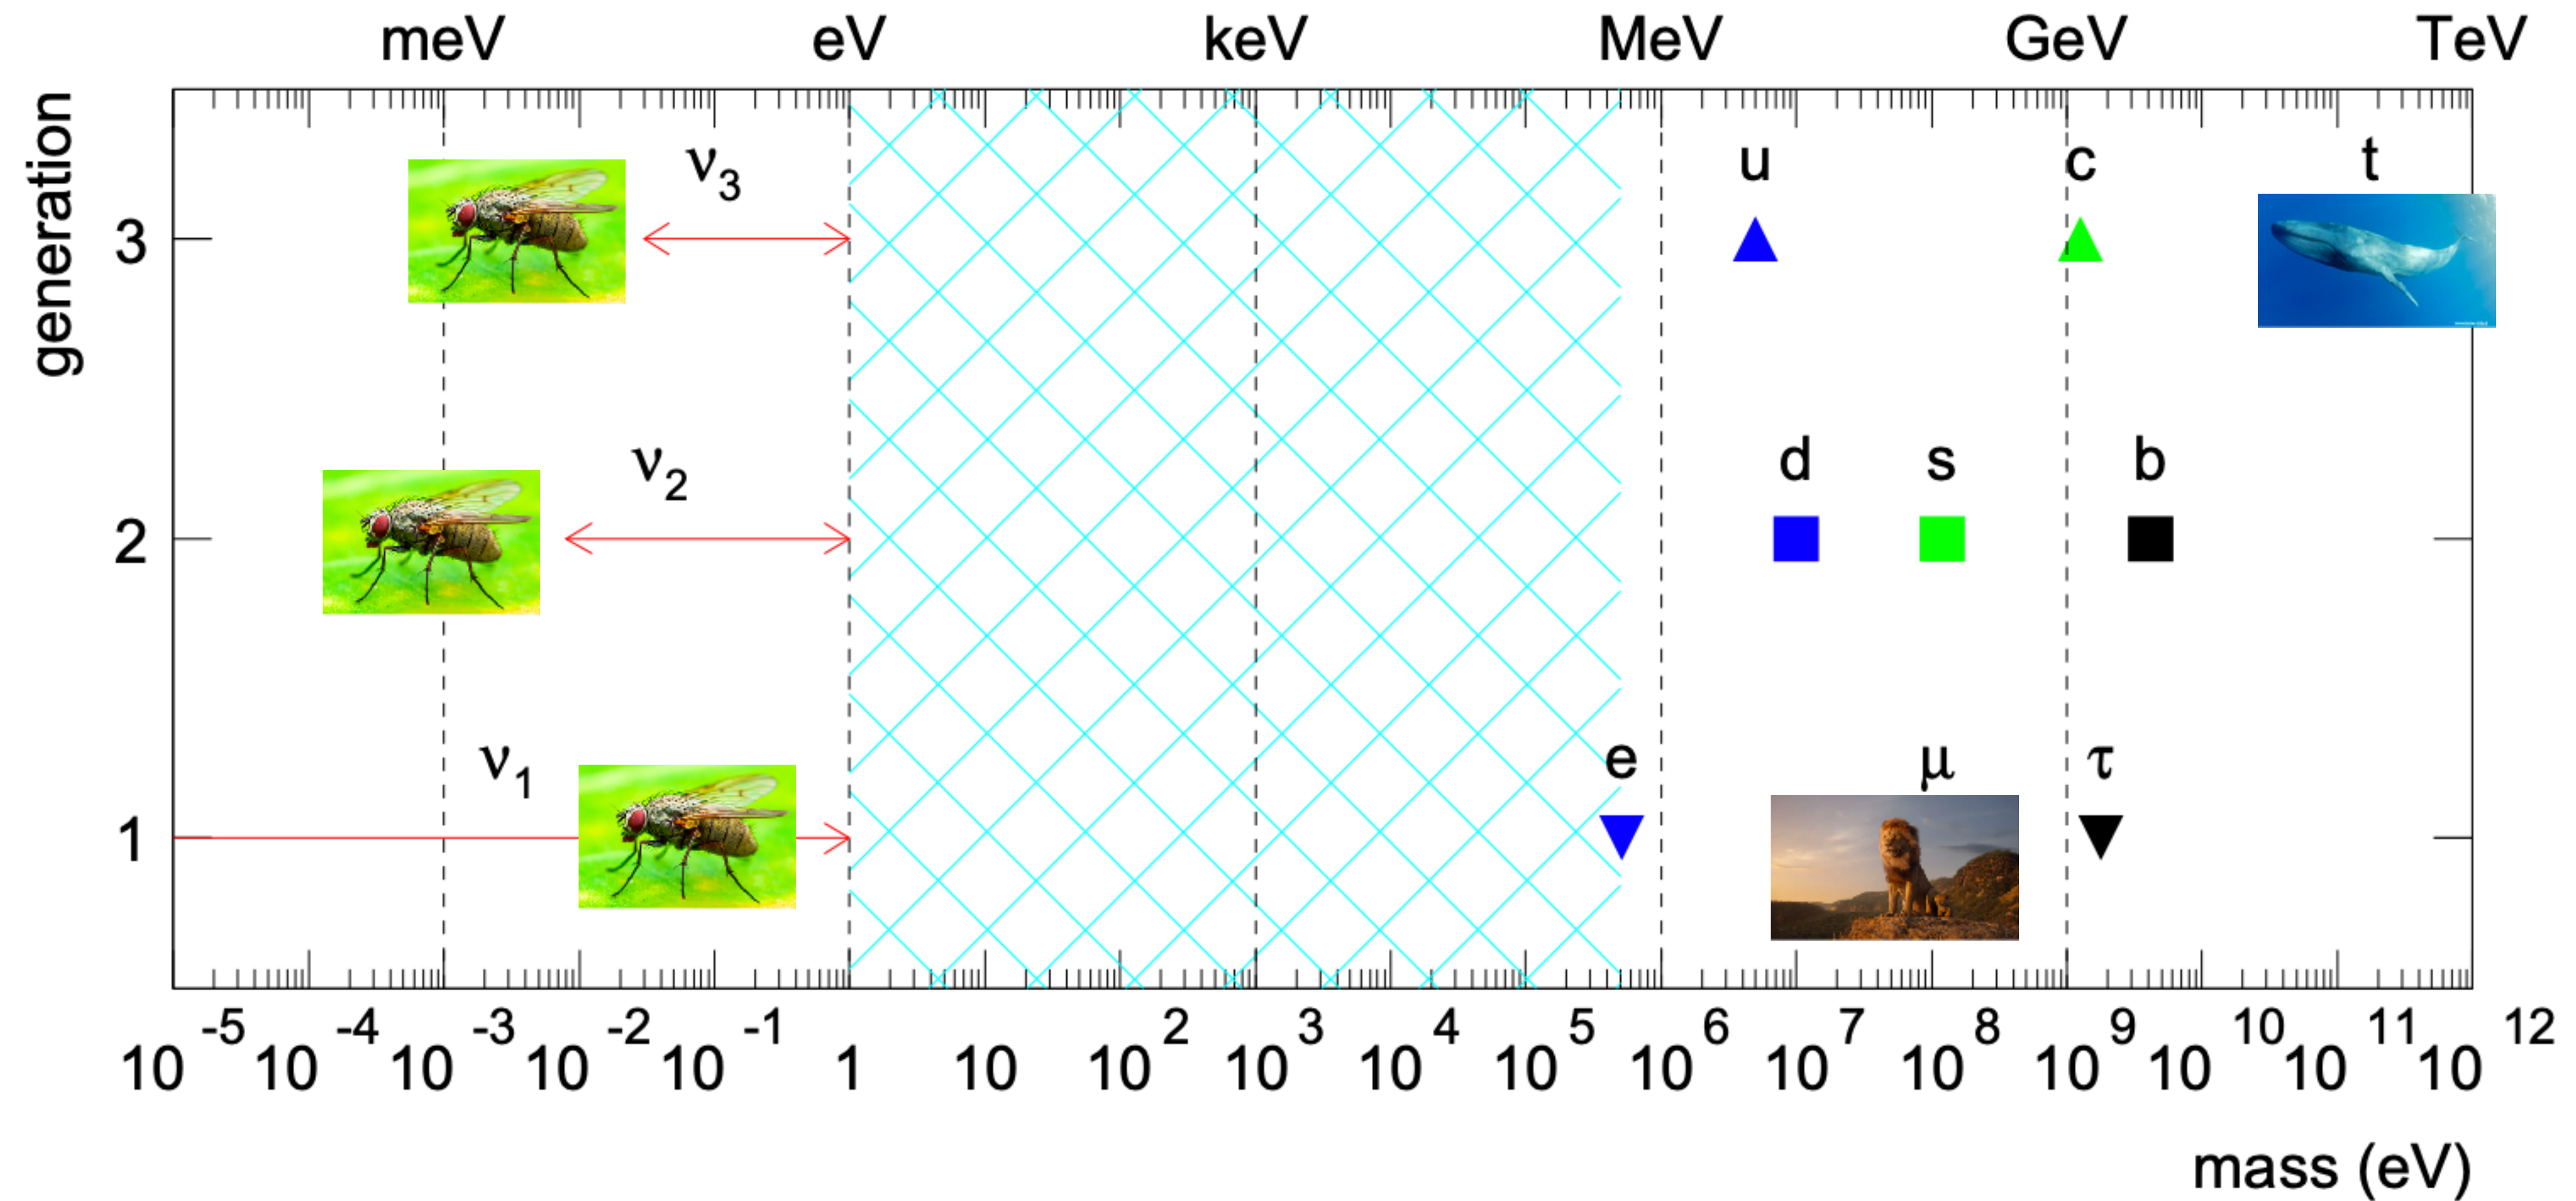 meV eV keV MeV GeV TeV
generation
3
2
1
ν3
u c t
ν2
d s b
ν1
e μ τ
10^-5 10^-4 10^-3 10^-2 10^-1 1 10 10^2 10^3 10^4 10^5 10^6 10^7 10^8 10^9 10^10 10^11 10^12
mass (eV)